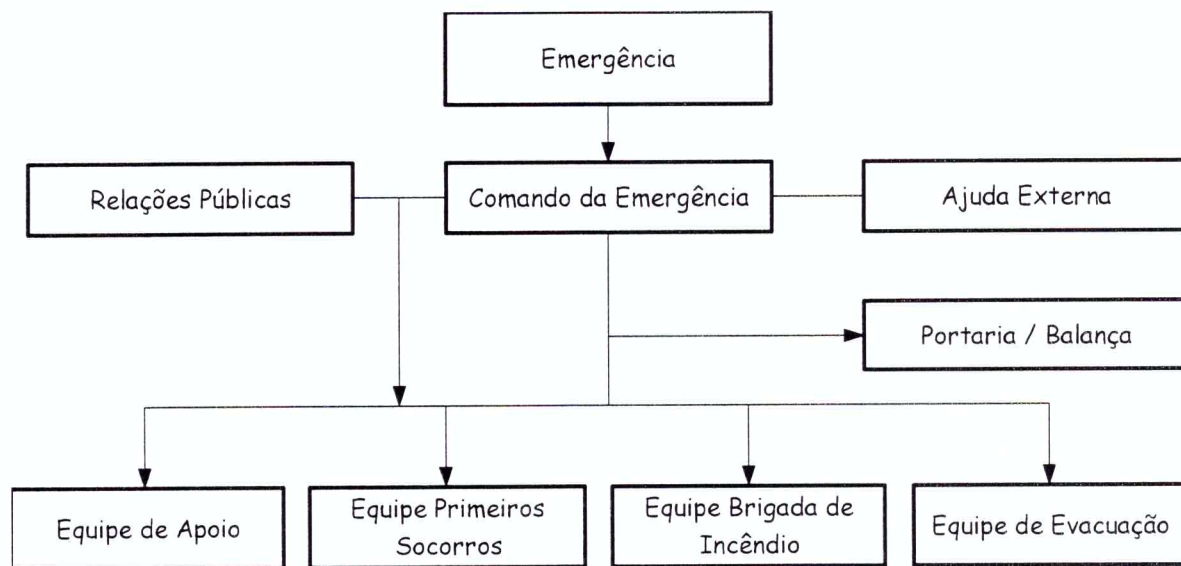 Emergência
Relações Públicas
Comando da Emergência
Ajuda Externa
Portaria / Balança
Equipe de Apoio
Equipe Primeiros
Socorros
Equipe Brigada de
Incêndio
Equipe de Evacuação